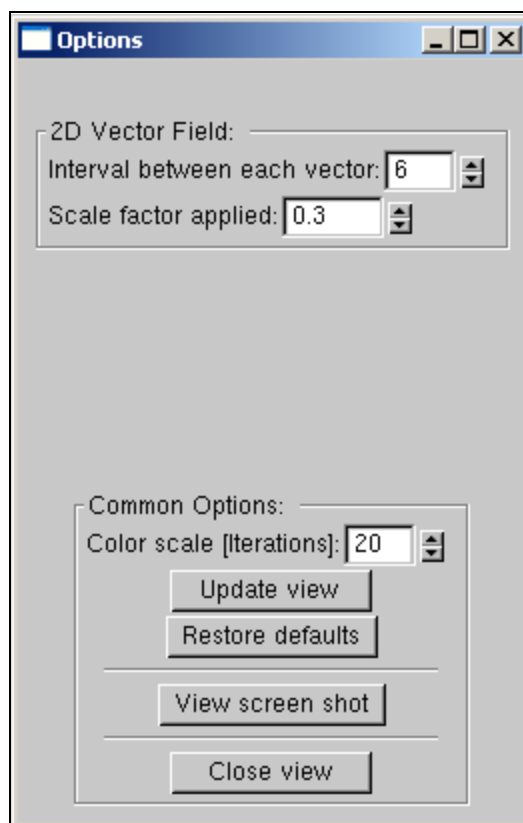 Options
2D Vector Field:
Interval between each vector: 6
Scale factor applied: 0.3
Common Options:
Color scale [Iterations]: 20
Update view
Restore defaults
View screen shot
Close view